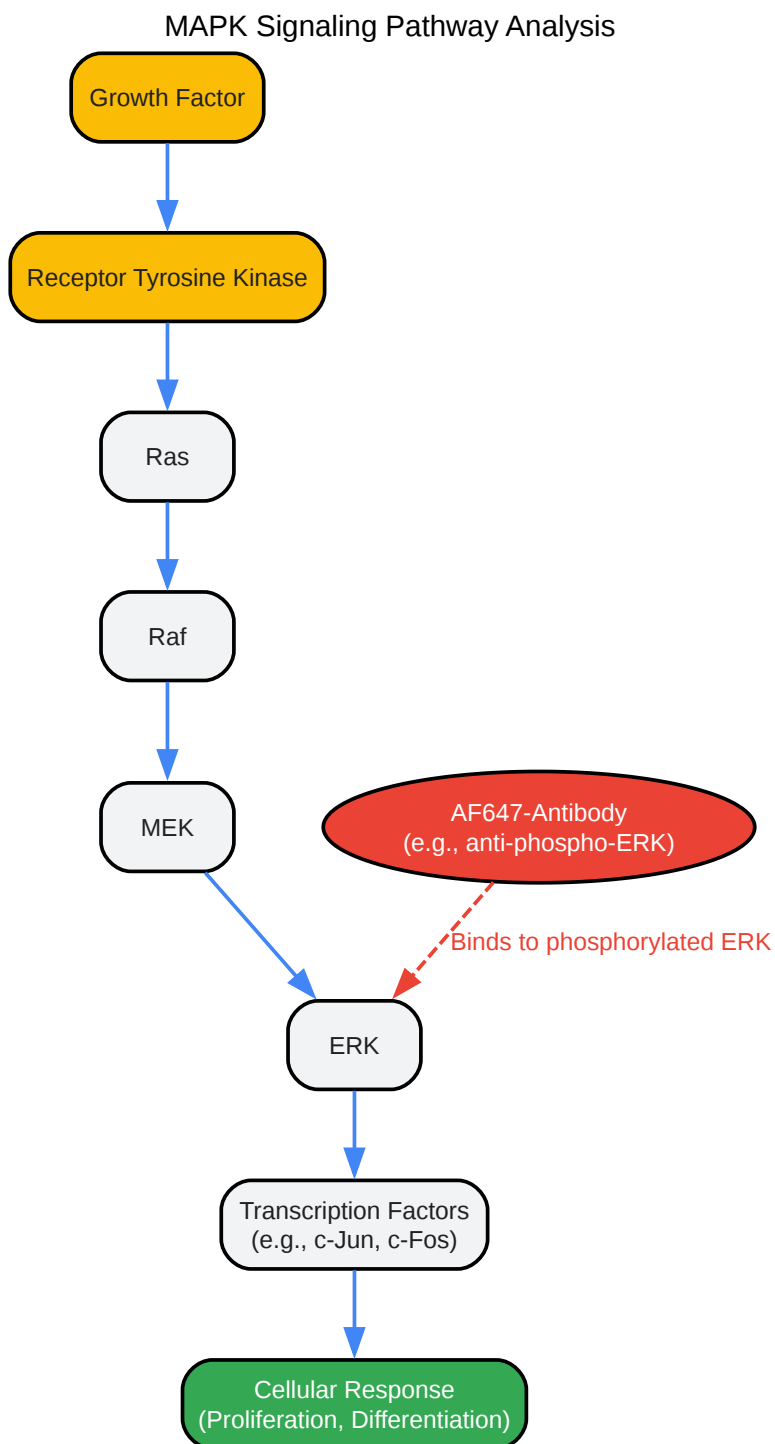 MAPK Signaling Pathway Analysis
Growth Factor
Receptor Tyrosine Kinase
Ras
Raf
MEK
AF647-Antibody
(e.g., anti-phospho-ERK)
Binds to phosphorylated ERK
ERK
Transcription Factors
(e.g., c-Jun, c-Fos)
Cellular Response
(Proliferation, Differentiation)